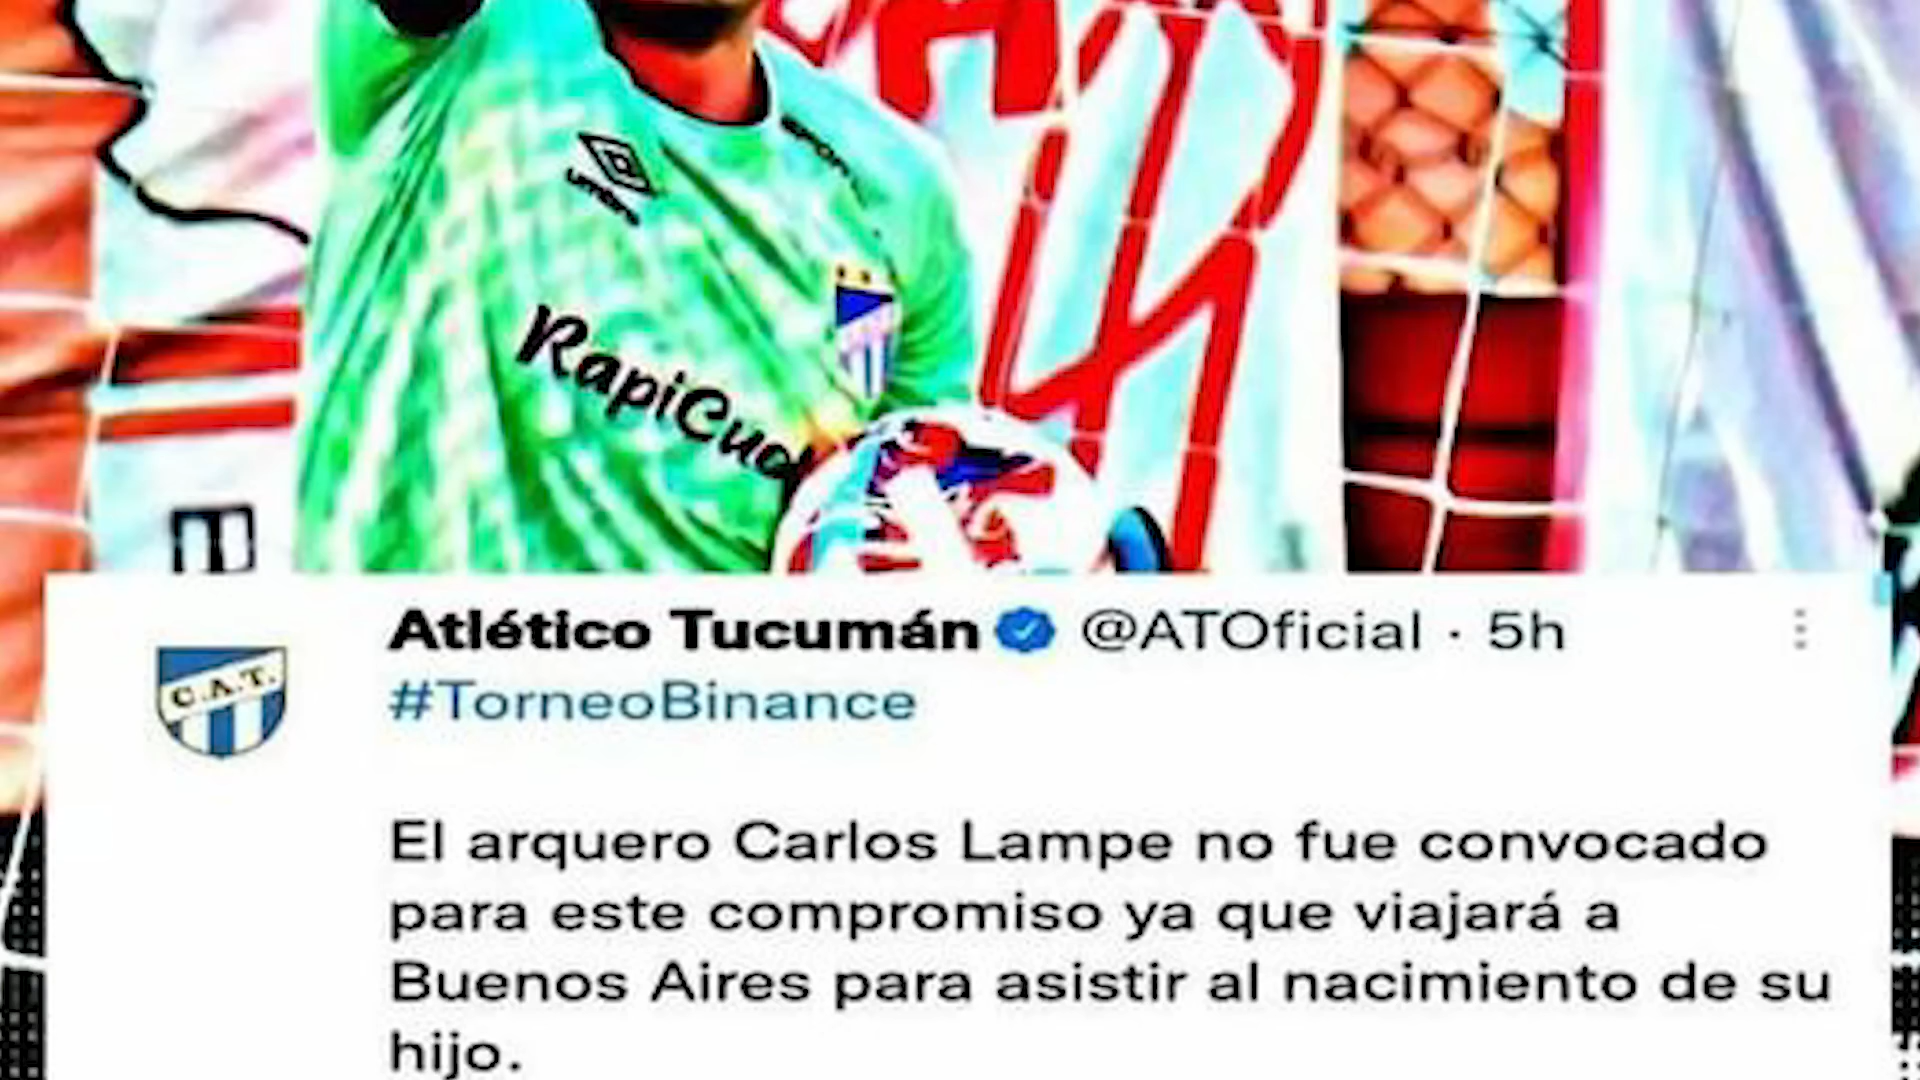 umbro
RapiCuo
Atlético Tucumán @ATOficial · 5h
#TorneoBinance
C.A.T.
El arquero Carlos Lampe no fue convocado
para este compromiso ya que viajará a
Buenos Aires para asistir al nacimiento de su
hijo.